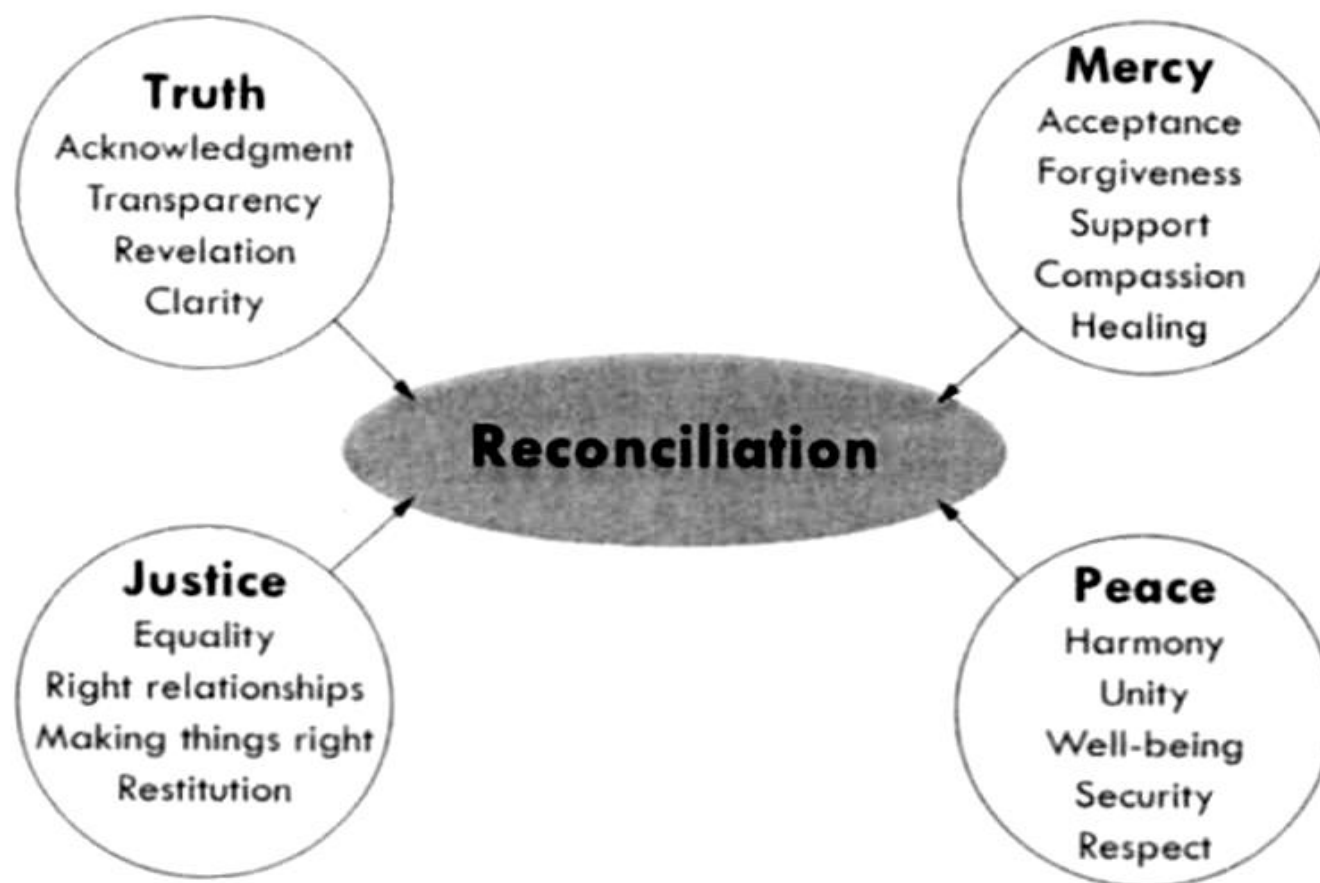 Truth
Acknowledgment
Transparency
Revelation
Clarity
Mercy
Acceptance
Forgiveness
Support
Compassion
Healing
Reconciliation
Justice
Equality
Right relationships
Making things right
Restitution
Peace
Harmony
Unity
Well-being
Security
Respect